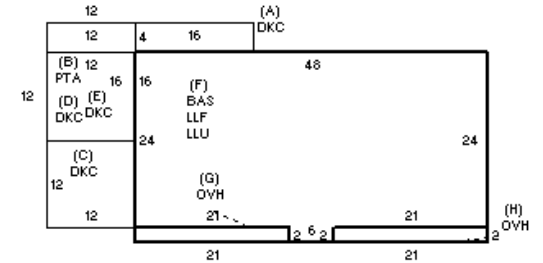 12 (A)
DKC
12 4 16
(B) 12 48
PTA 16 16 (F)
12 (D) (E) BAS
DKC DKC LLF
LLU
24 24
(C)
DKC
12 (G)
OVH (H)
12 21 21 OVH
2 6 2 2
21 21